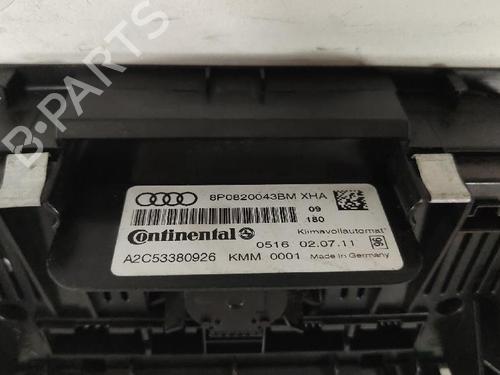 B-PARTS
8P0820043BM XHA
09
180
Continental
Klimavollautomat
0516 02.07.11
A2C53380926 KMM 0001 Made in Germany